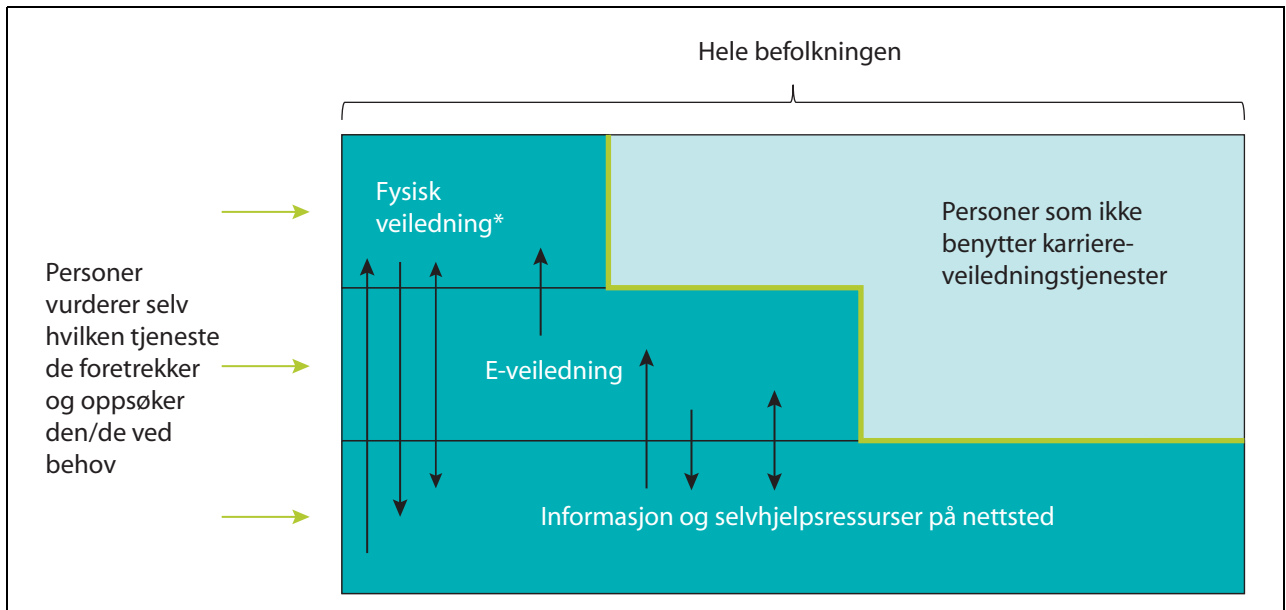 Hele befolkningen
Fysisk
veiledning*
Personer som ikke
benytter karriere-
veiledningstjenester
Personer
vurderer selv
hvilken tjeneste
de foretrekker
og oppsøker
den/de ved
behov
E-veiledning
Informasjon og selvhjelpsressurser på nettsted